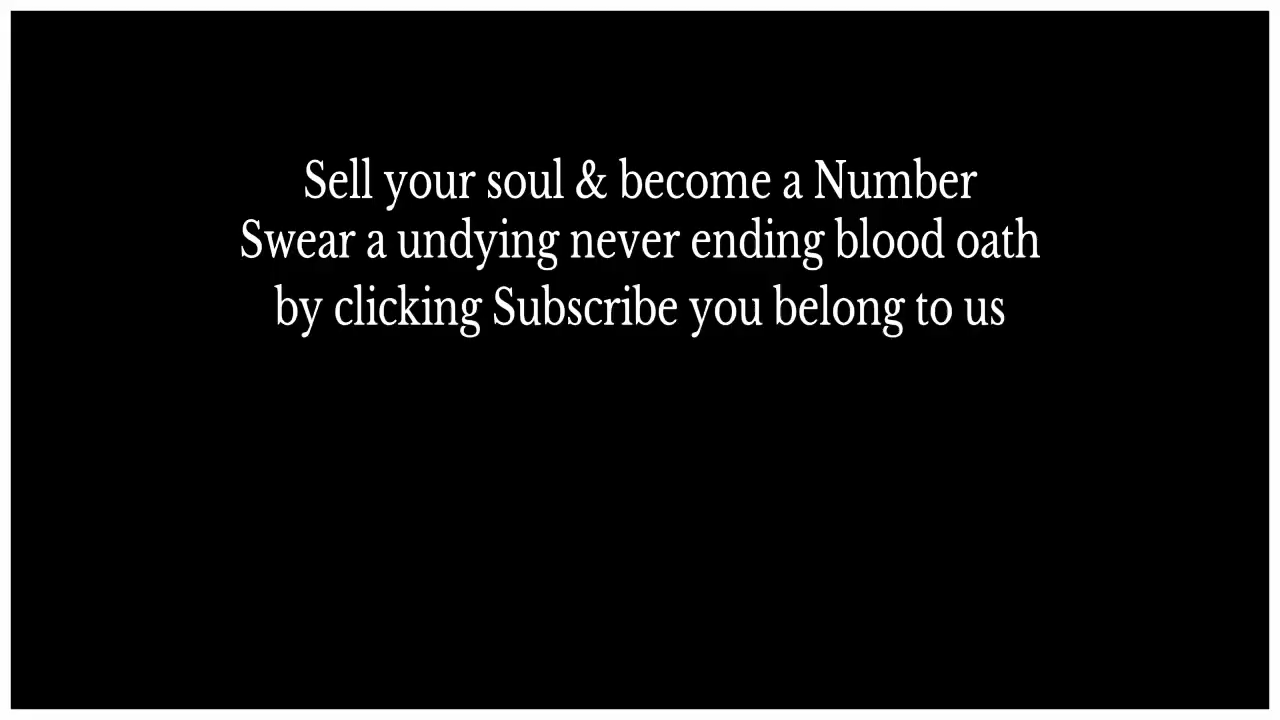 Sell your soul & become a Number
Swear a undying never ending blood oath
by clicking Subscribe you belong to us